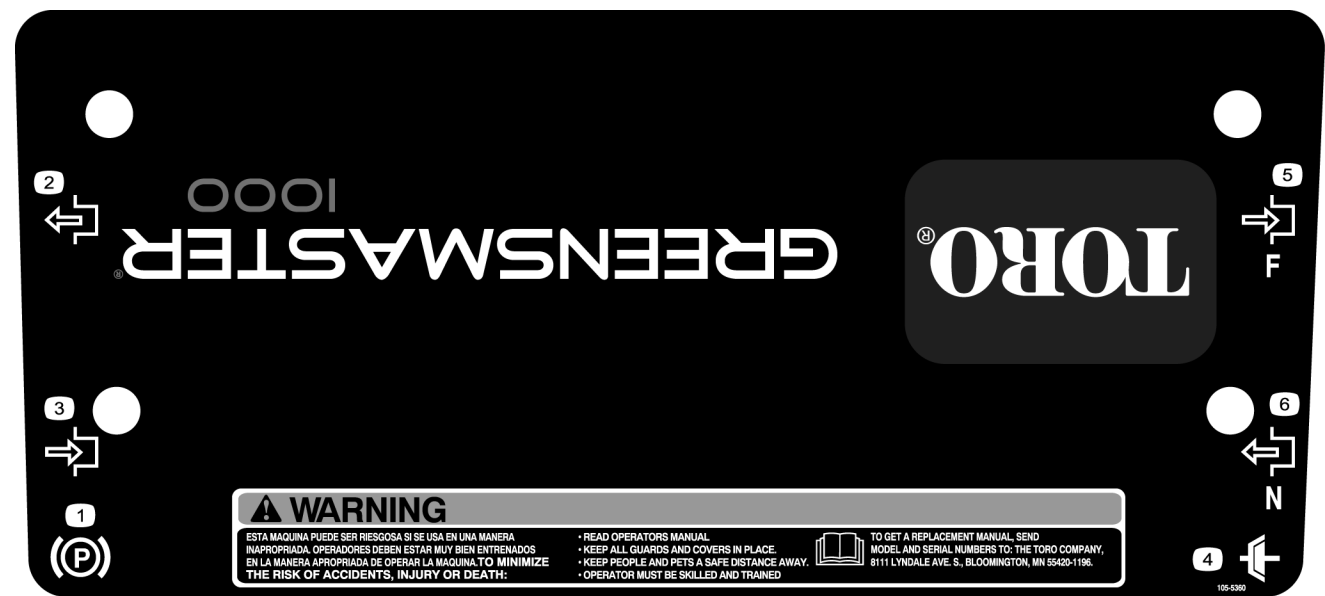 2
1000
5
GREENSMASTER®
TORO®
F
3
6
N
1
P
WARNING
ESTA MAQUINA PUEDE SER RIESGOSA SI SE USA EN UNA MANERA
INAPROPRIADA. OPERADORES DEBEN ESTAR MUY BIEN ENTRENADOS
EN LA MANERA APROPRIADA DE OPERAR LA MAQUINA.TO MINIMIZE
THE RISK OF ACCIDENTS, INJURY OR DEATH:
• READ OPERATORS MANUAL
• KEEP ALL GUARDS AND COVERS IN PLACE.
• KEEP PEOPLE AND PETS A SAFE DISTANCE AWAY.
• OPERATOR MUST BE SKILLED AND TRAINED
TO GET A REPLACEMENT MANUAL, SEND
MODEL AND SERIAL NUMBERS TO: THE TORO COMPANY,
8111 LYNDALE AVE. S., BLOOMINGTON, MN 55420-1196.
4
105-5360